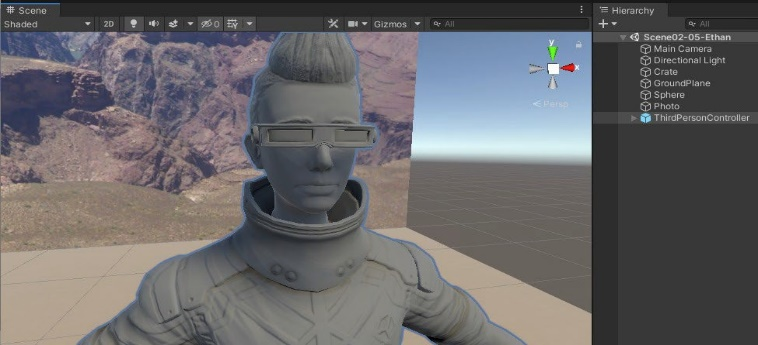 Scene
Shaded
2D
0
Gizmos
All
y
x
Persp
Hierarchy
All
Scene02-05-Ethan
Main Camera
Directional Light
Crate
GroundPlane
Sphere
Photo
ThirdPersonController